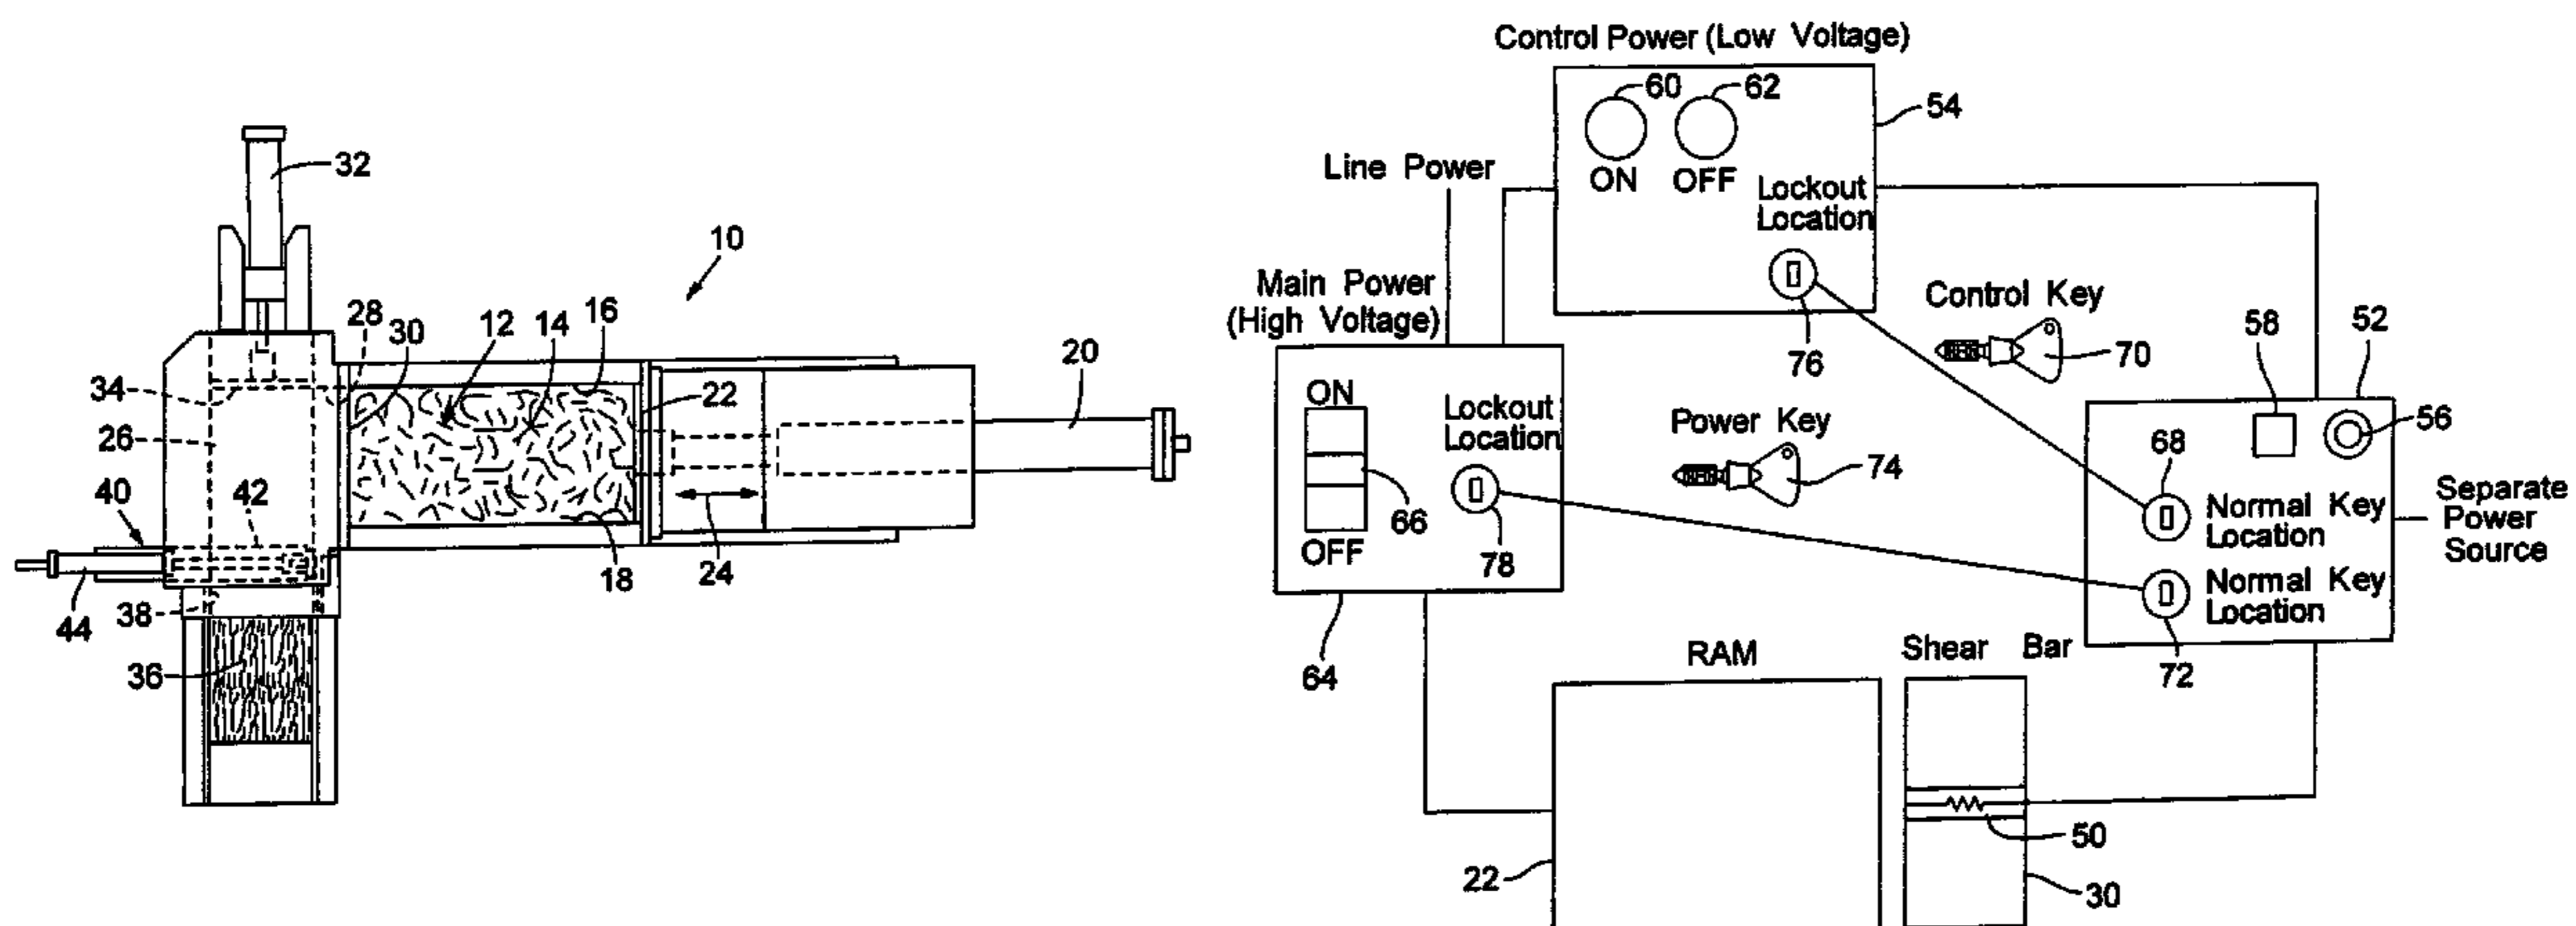 32
10
28
30
12
14
16
22
20
34
26
40
42
18
24
44
38
36
Control Power (Low Voltage)
60
62
54
ON
OFF
Lockout
Location
76
Line Power
Main Power
(High Voltage)
ON
OFF
66
Lockout
Location
78
64
Control Key
70
Power Key
74
58
52
56
68
Normal Key
Location
Normal Key
Location
72
Separate
Power
Source
RAM
22
Shear Bar
50
30